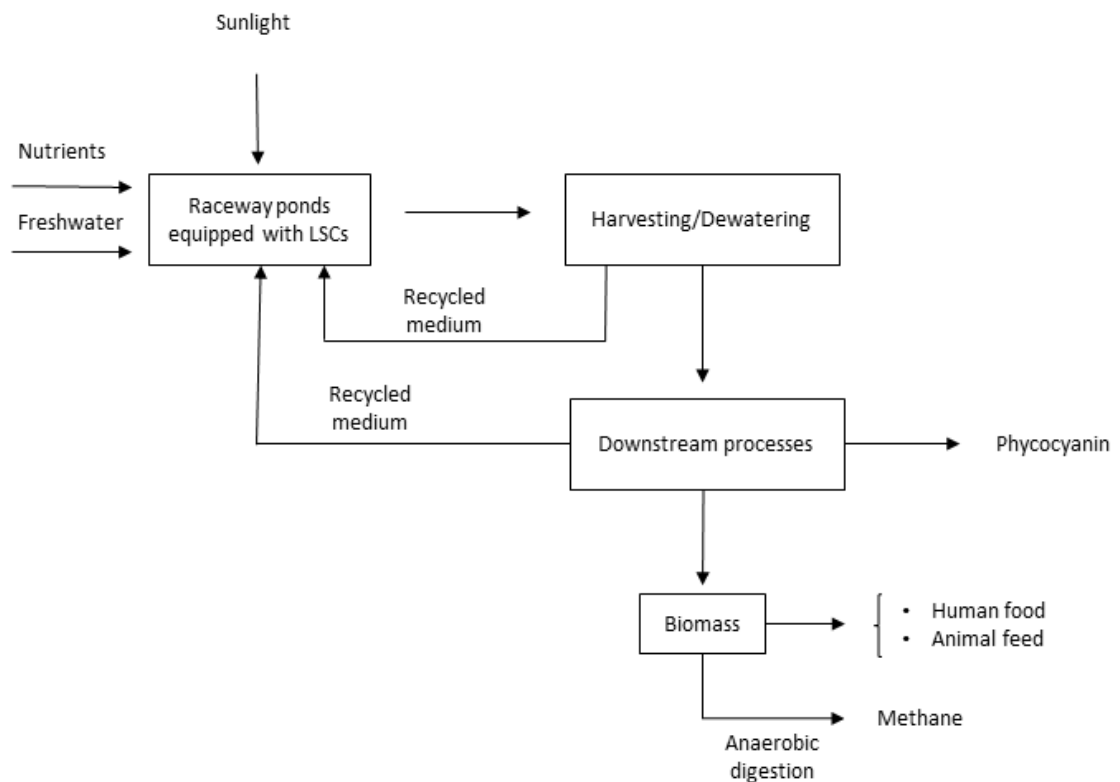 Sunlight
Nutrients
Freshwater
Raceway ponds
equipped with LSCs
Harvesting/Dewatering
Recycled
medium
Recycled
medium
Downstream processes
Phycocyanin
Biomass
• Human food
• Animal feed
Methane
Anaerobic
digestion